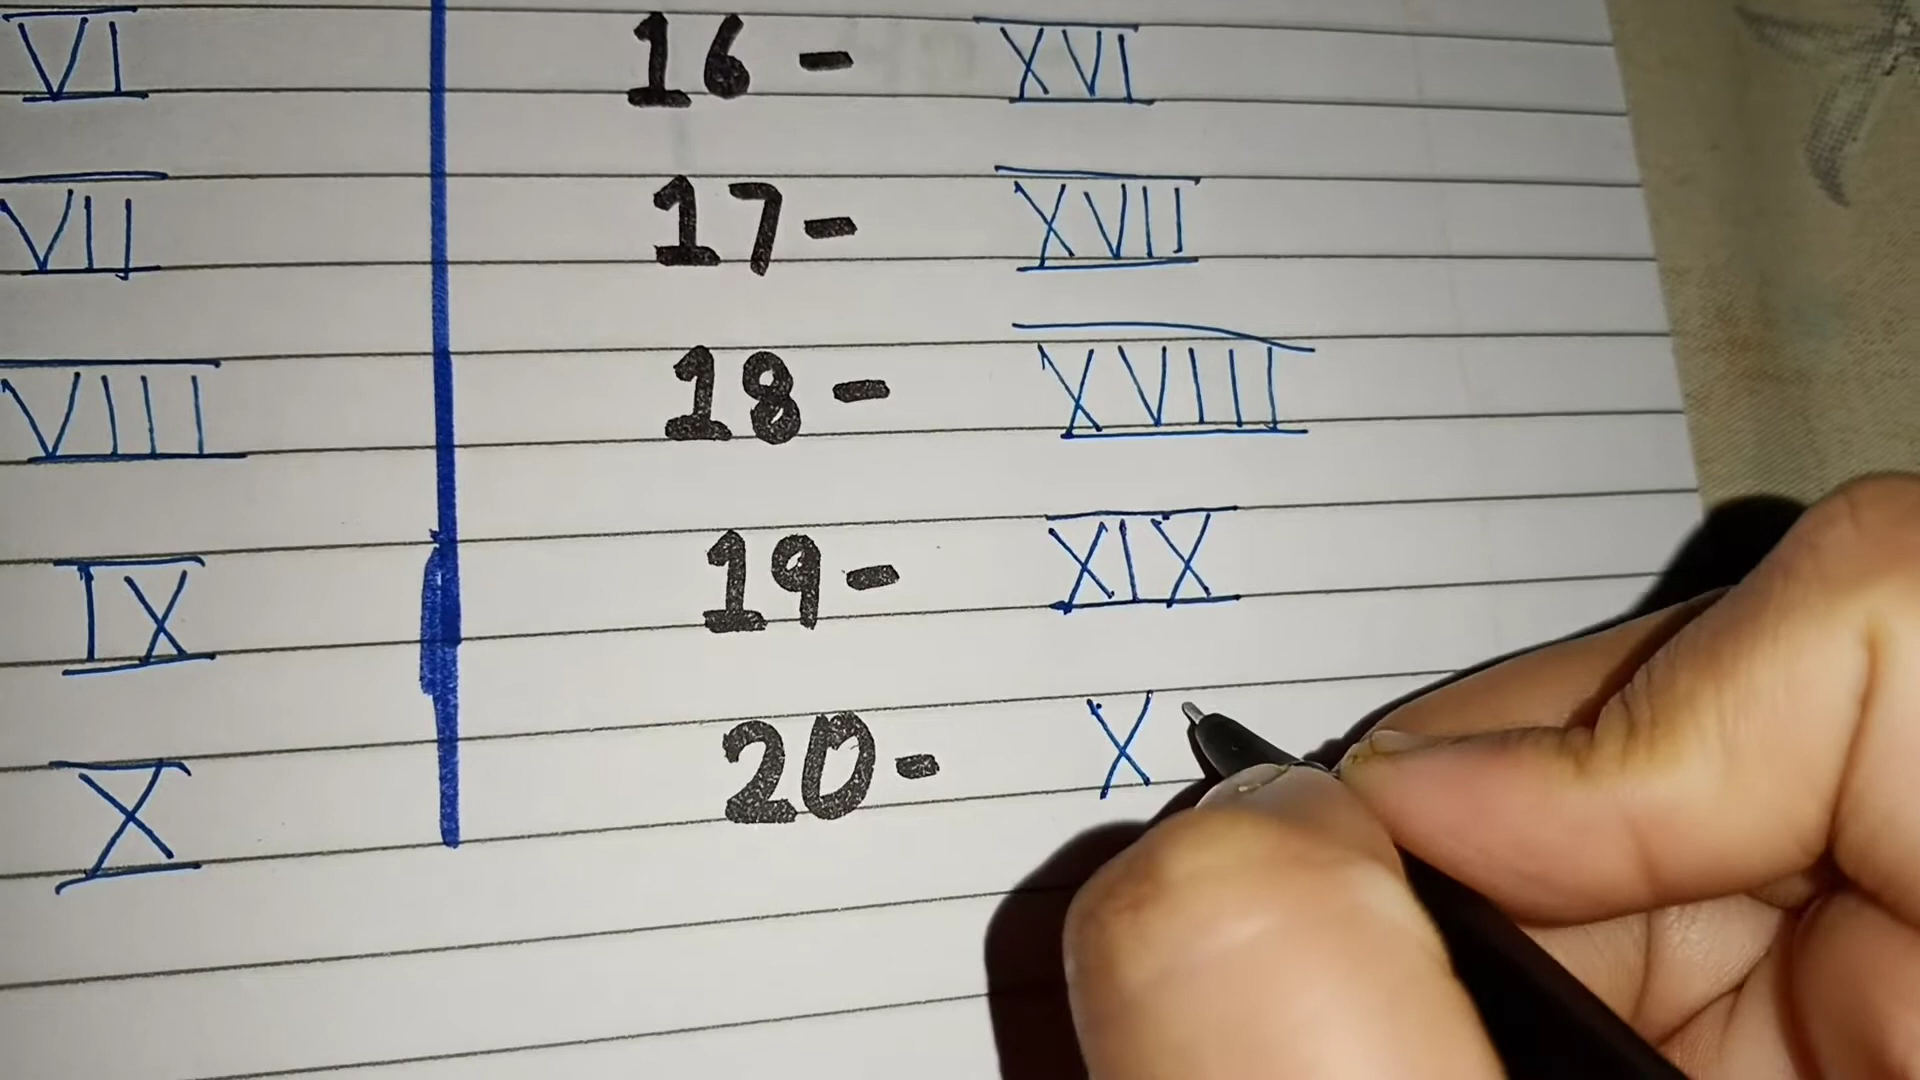 VI
VII
VIII
IX
X
16 - XVI
17 - XVII
18 - XVIII
19 - XIX
20 - X